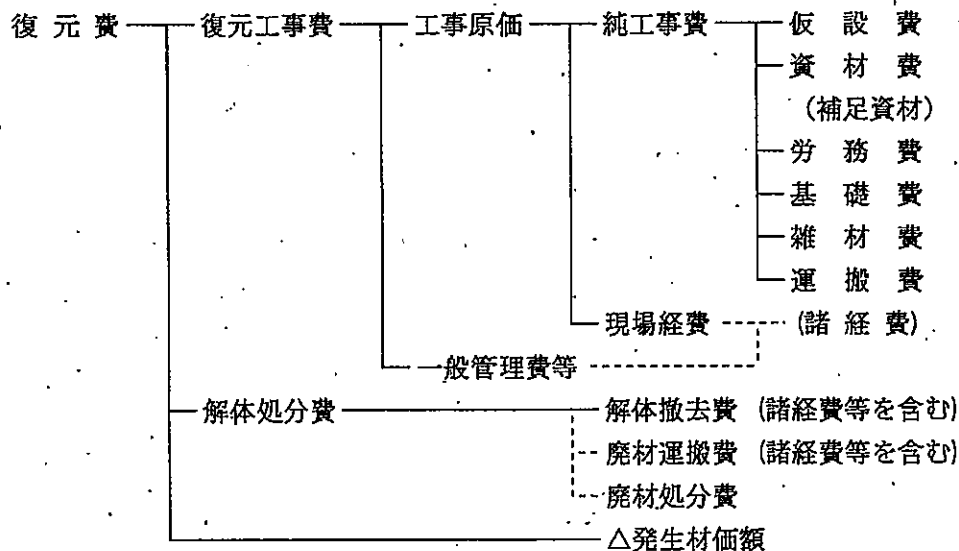 復元費 復元工事費 工事原価 純工事費 仮設費
資材費
(補足資材)
労務費
基礎費
雑材費
運搬費
現場経費 (諸経費)
一般管理費等
解体処分費 解体撤去費 (諸経費等を含む)
廃材運搬費 (諸経費等を含む)
廃材処分費
△発生材価額